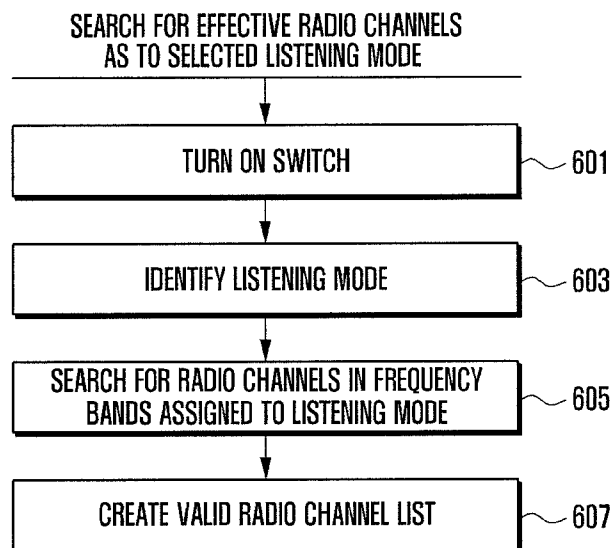 SEARCH FOR EFFECTIVE RADIO CHANNELS
AS TO SELECTED LISTENING MODE
TURN ON SWITCH
601
IDENTIFY LISTENING MODE
603
SEARCH FOR RADIO CHANNELS IN FREQUENCY
BANDS ASSIGNED TO LISTENING MODE
605
CREATE VALID RADIO CHANNEL LIST
607